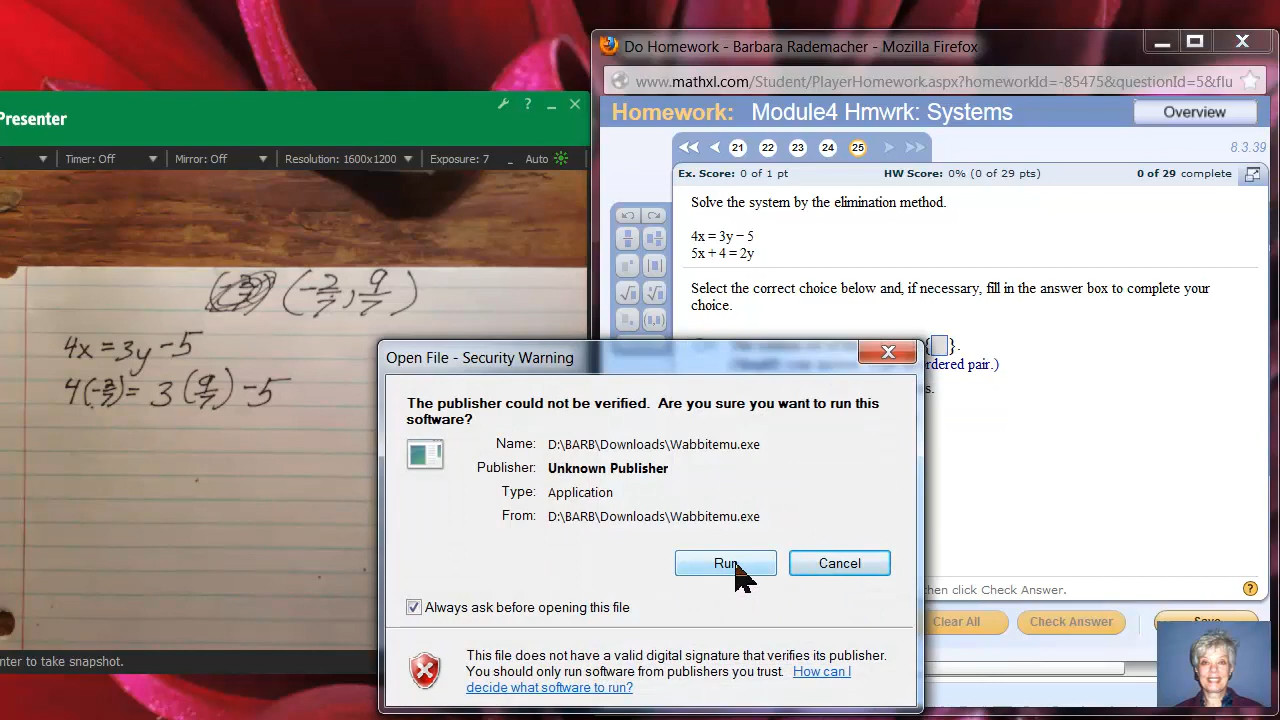 Do Homework - Barbara Rademacher - Mozilla Firefox
www.mathxl.com/Student/PlayerHomework.aspx?homeworkId=-85475&questionId=5&flu
Homework: Module4 Hmwrk: Systems
Overview
21 22 23 24 25
8.3.39
Ex. Score: 0 of 1 pt
HW Score: 0% (0 of 29 pts)
0 of 29 complete
Solve the system by the elimination method.
4x = 3y − 5
5x + 4 = 2y
Select the correct choice below and, if necessary, fill in the answer box to complete your
choice.
{ }.
rdered pair.)
s.
then click Check Answer.
?
Clear All
Check Answer
Save
Presenter
?
Timer: Off
Mirror: Off
Resolution: 1600x1200
Exposure: 7
Auto
(-2/7, 9/7)
4x = 3y - 5
4(-2/7) = 3(9/7) - 5
nter to take snapshot.
Open File - Security Warning
The publisher could not be verified. Are you sure you want to run this
software?
Name: D:\BARB\Downloads\Wabbitemu.exe
Publisher: Unknown Publisher
Type: Application
From: D:\BARB\Downloads\Wabbitemu.exe
Run
Cancel
Always ask before opening this file
This file does not have a valid digital signature that verifies its publisher.
You should only run software from publishers you trust. How can I
decide what software to run?